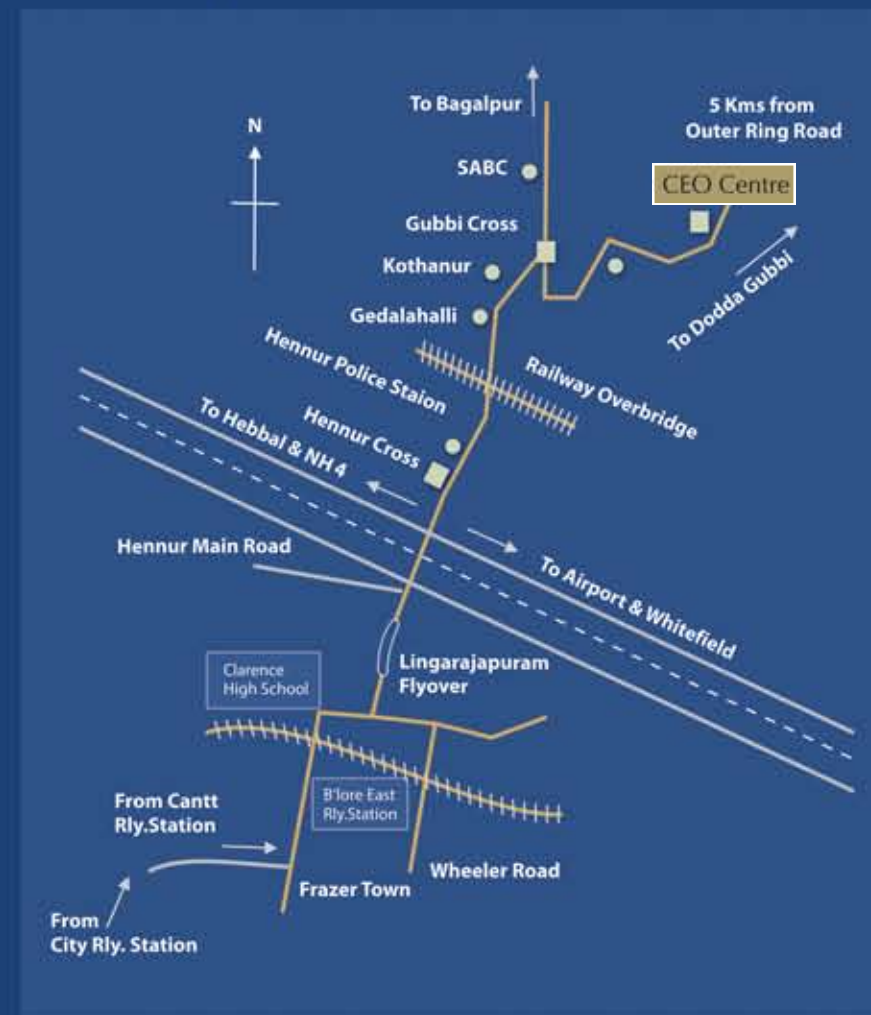 To Bagalpur
5 Kms from
Outer Ring Road
N
SABC
CEO Centre
Gubbi Cross
Kothanur
To Dodda Gubbi
Gedalahalli
Hennur Police Staion
Railway Overbridge
Hennur Cross
To Hebbal & NH 4
Hennur Main Road
To Airport & Whitefield
Clarence
High School
Lingarajapuram
Flyover
B'lore East
Rly.Station
From Cantt
Rly.Station
Wheeler Road
Frazer Town
From
City Rly. Station